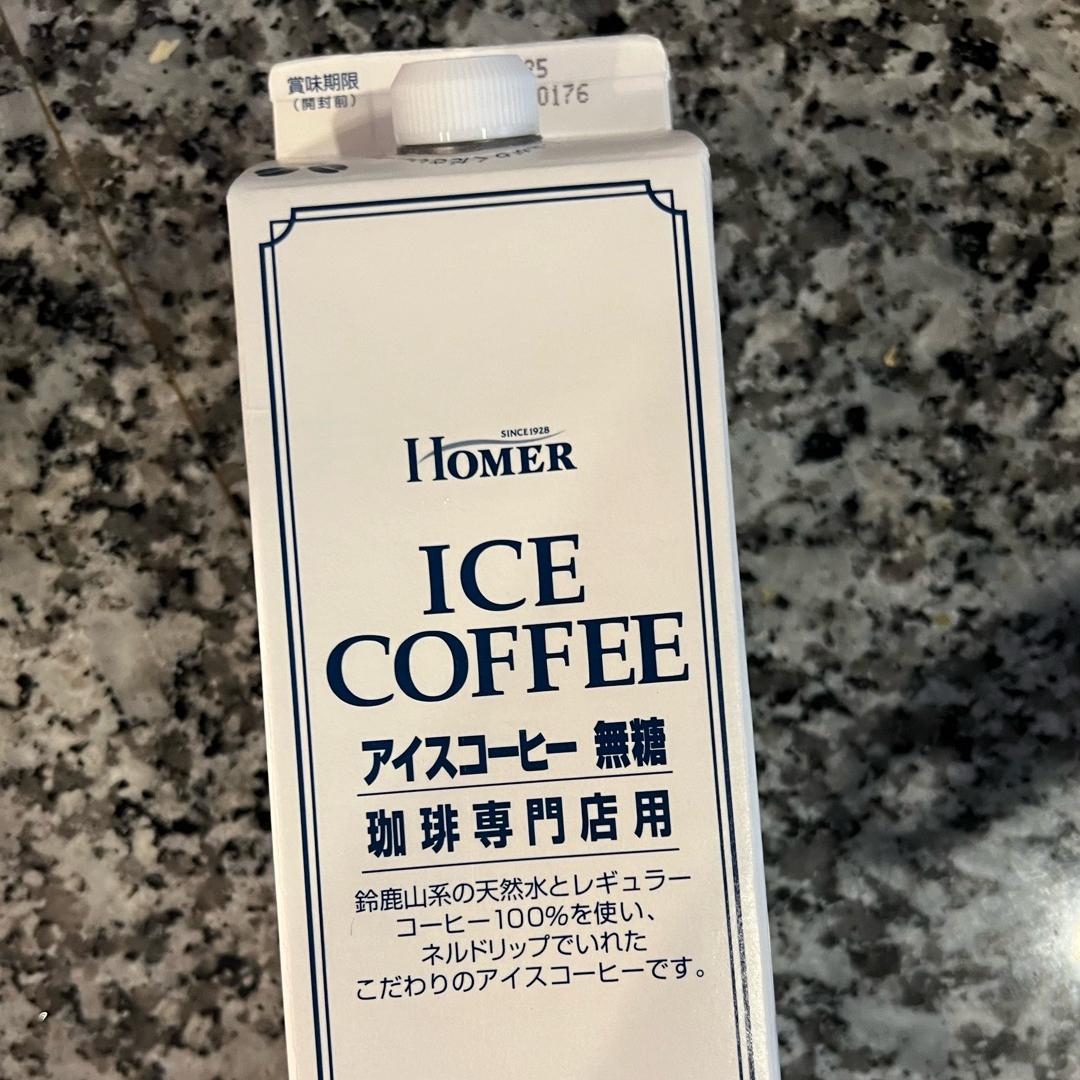 賞味期限
(開封前)
0176
SINCE1928
HOMER
ICE
COFFEE
アイスコーヒー 無糖
珈琲専門店用
鈴鹿山系の天然水とレギュラー
コーヒー100%を使い、
ネルドリップでいれた
こだわりのアイスコーヒーです。